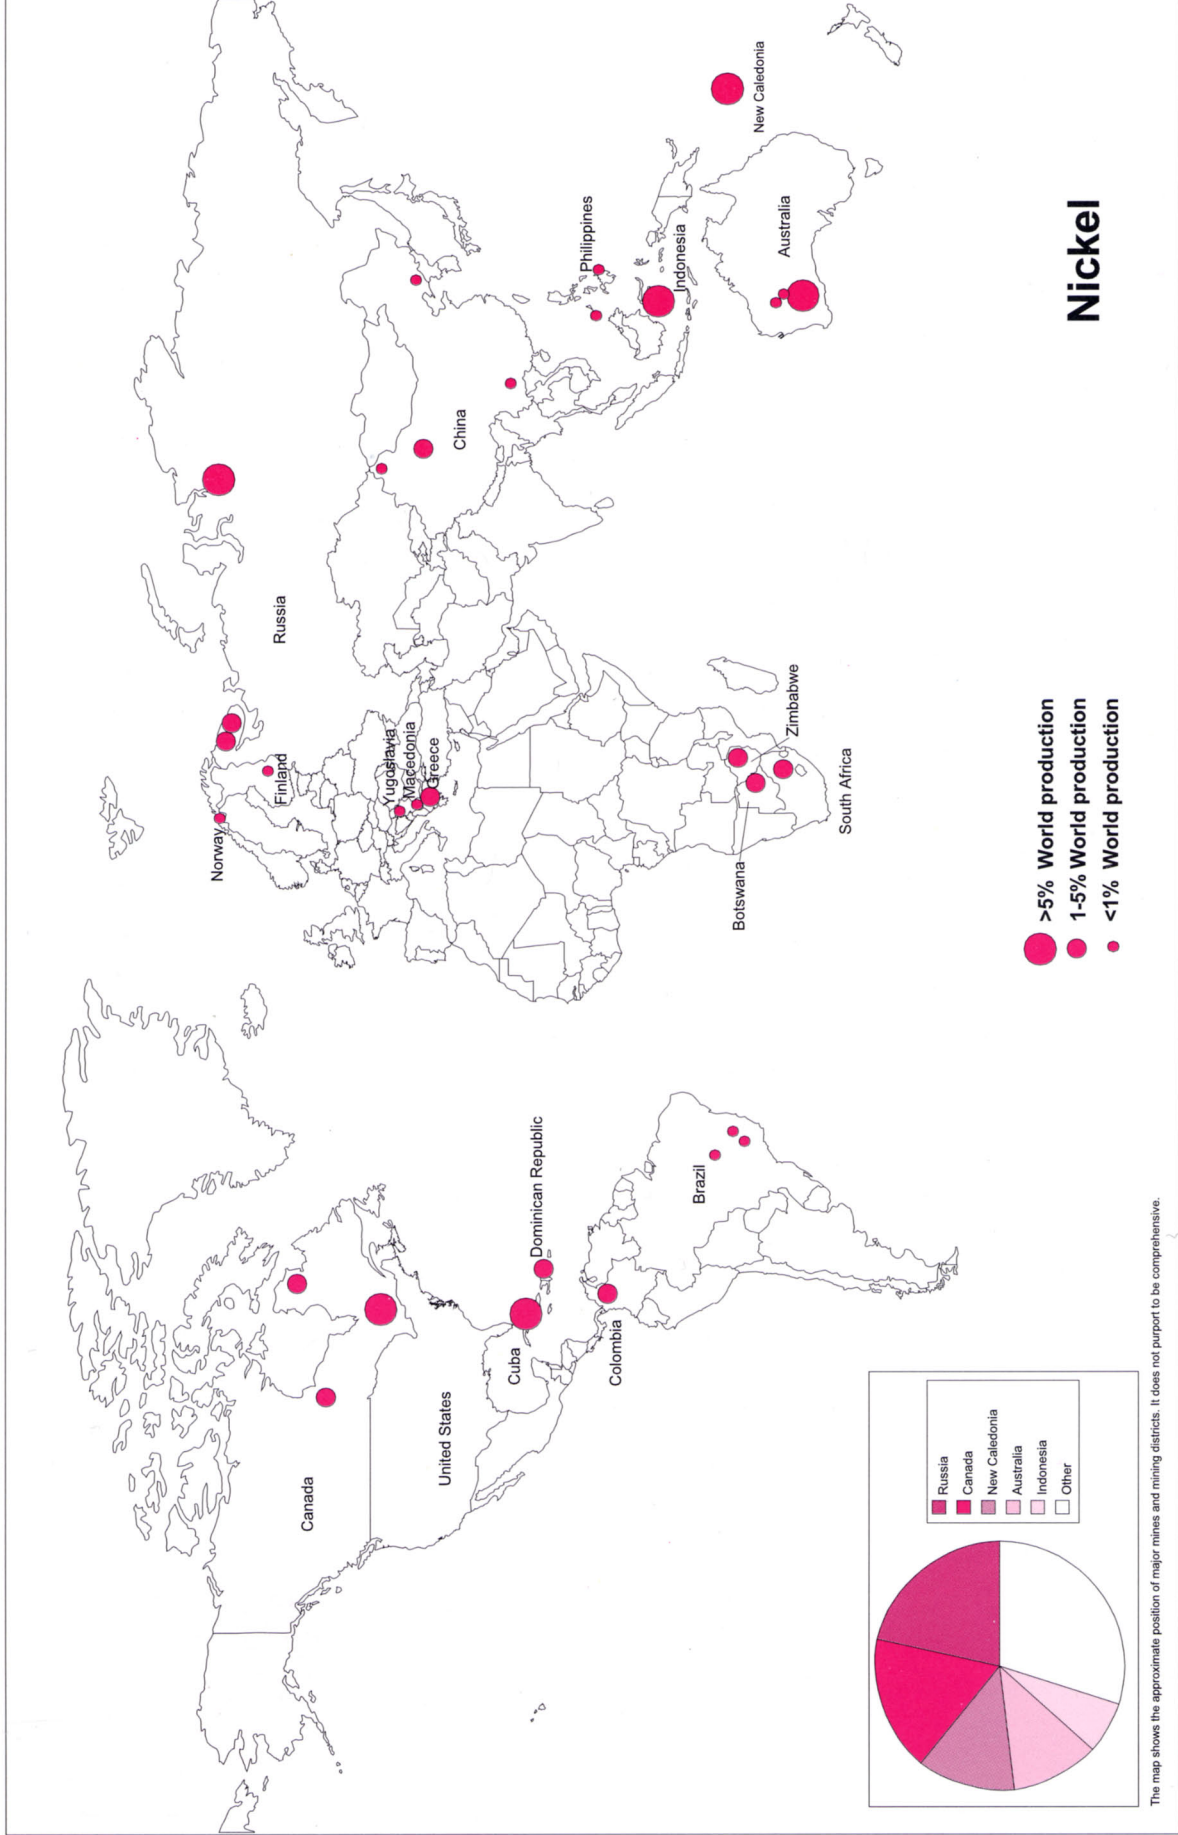 Nickel
Canada
United States
Cuba
Dominican Republic
Colombia
Brazil
Norway
Finland
Russia
Yugoslavia
Macedonia
Greece
China
Philippines
Indonesia
New Caledonia
Australia
Botswana
Zimbabwe
South Africa
>5% World production
1-5% World production
<1% World production
Russia
Canada
New Caledonia
Australia
Indonesia
Other
The map shows the approximate position of major mines and mining districts. It does not purport to be comprehensive.